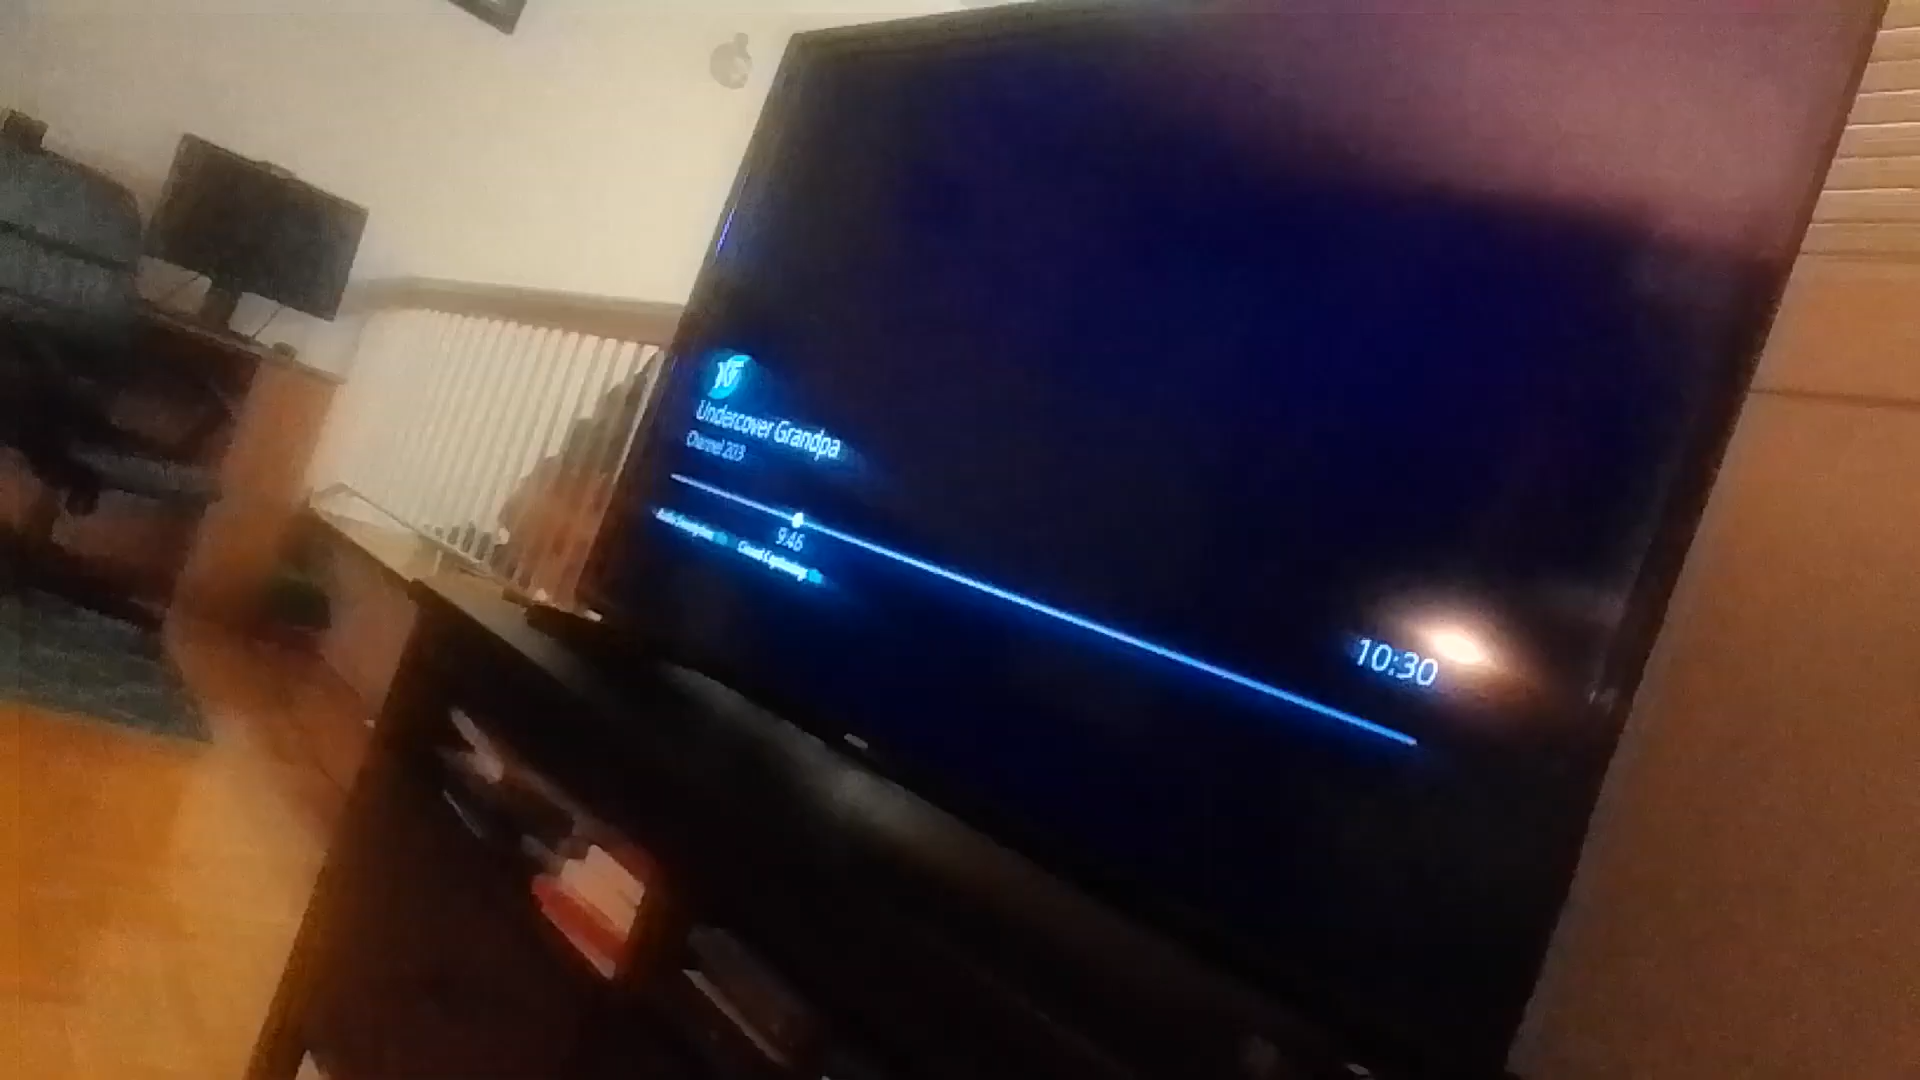 Undercover Grandpa
Channel 203
9:46
10:30
Closed Captioning